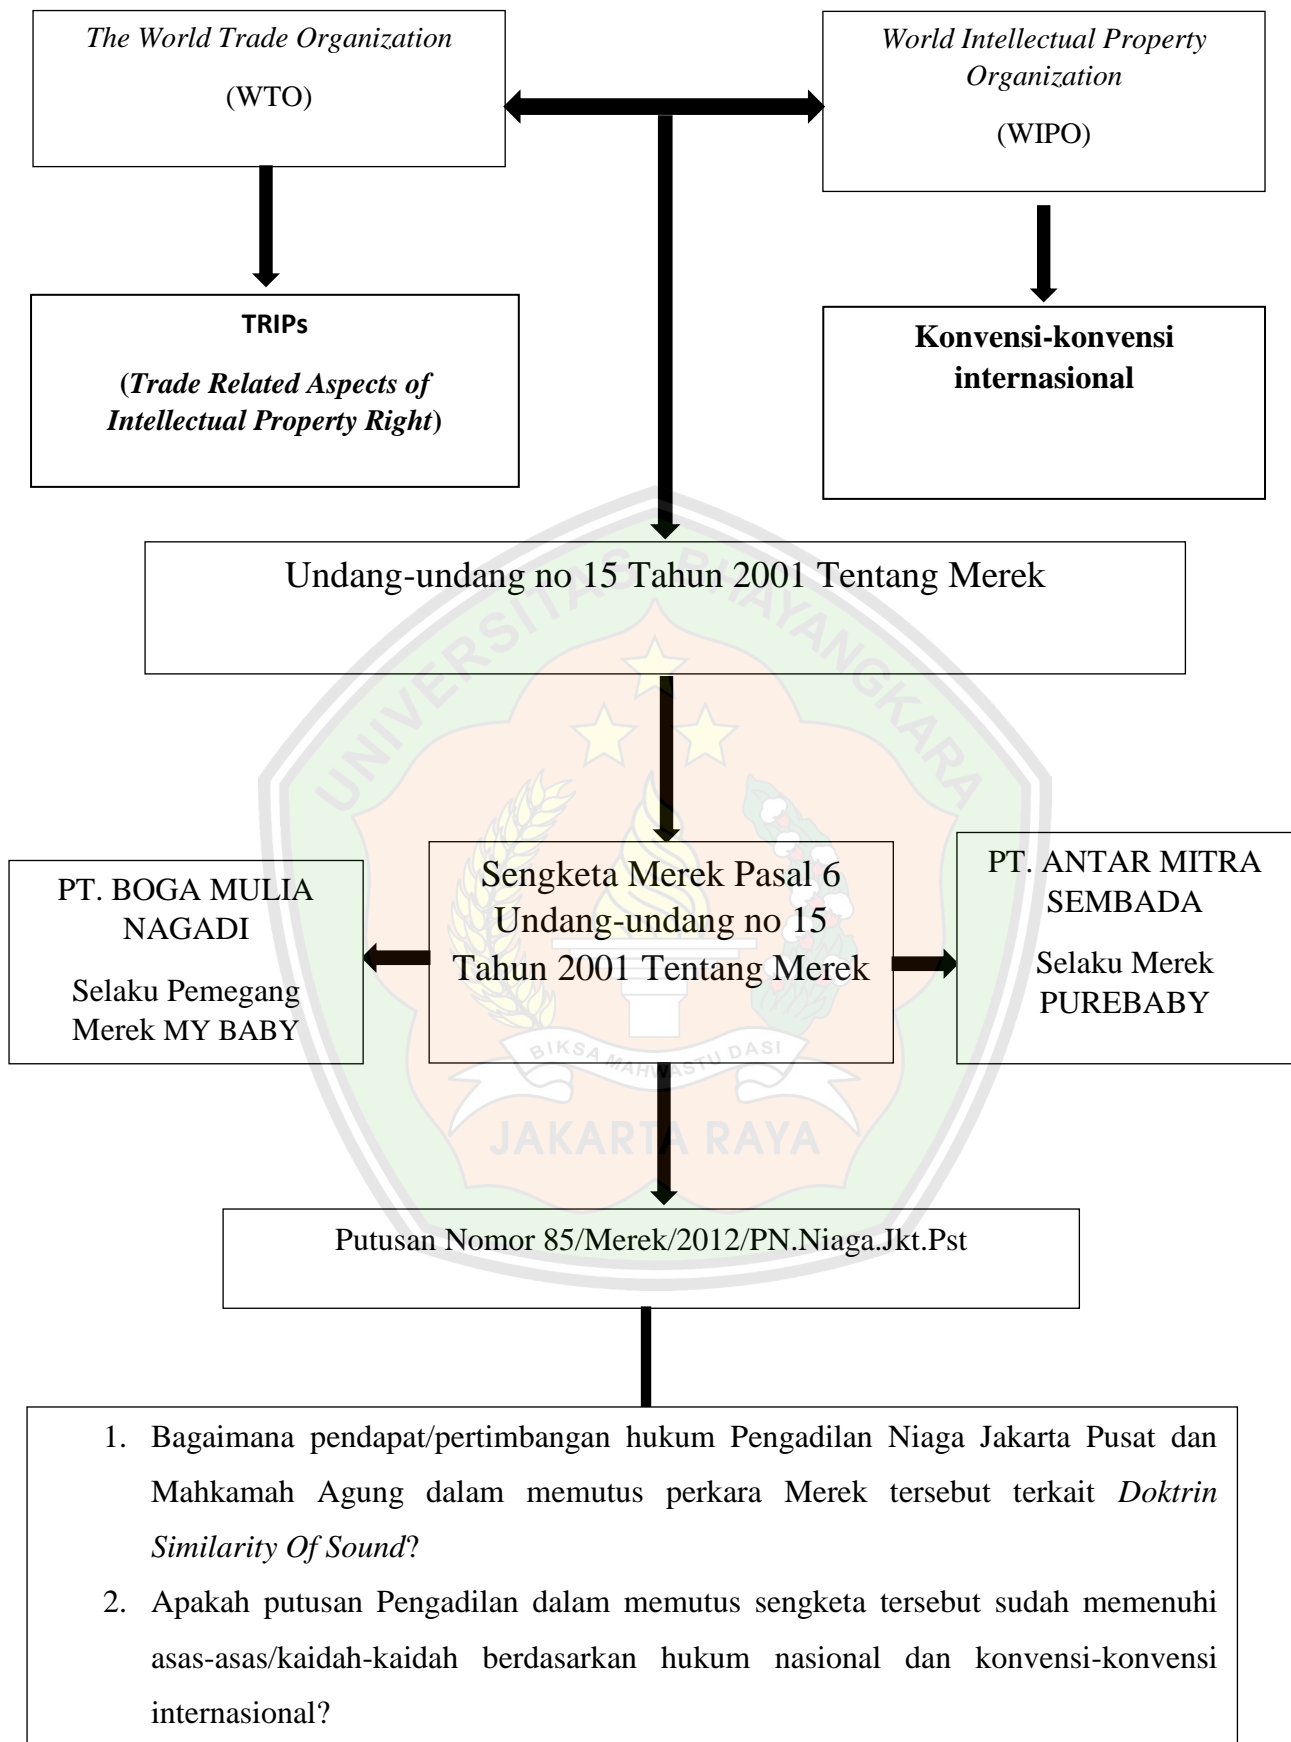 The World Trade Organization
(WTO)
World Intellectual Property
Organization
(WIPO)
TRIPs
(Trade Related Aspects of
Intellectual Property Right)
Konvensi-konvensi
internasional
Undang-undang no 15 Tahun 2001 Tentang Merek
UNIVERSITAS BHAYANGKARA
PT. BOGA MULIA
NAGADI
Selaku Pemegang
Merek MY BABY
Sengketa Merek Pasal 6
Undang-undang no 15
Tahun 2001 Tentang Merek
PT. ANTAR MITRA
SEMBADA
Selaku Merek
PUREBABY
BIKSA MAHWASTU DASI
JAKARTA RAYA
Putusan Nomor 85/Merek/2012/PN.Niaga.Jkt.Pst
1. Bagaimana pendapat/pertimbangan hukum Pengadilan Niaga Jakarta Pusat dan
Mahkamah Agung dalam memutus perkara Merek tersebut terkait Doktrin
Similarity Of Sound?
2. Apakah putusan Pengadilan dalam memutus sengketa tersebut sudah memenuhi
asas-asas/kaidah-kaidah berdasarkan hukum nasional dan konvensi-konvensi
internasional?